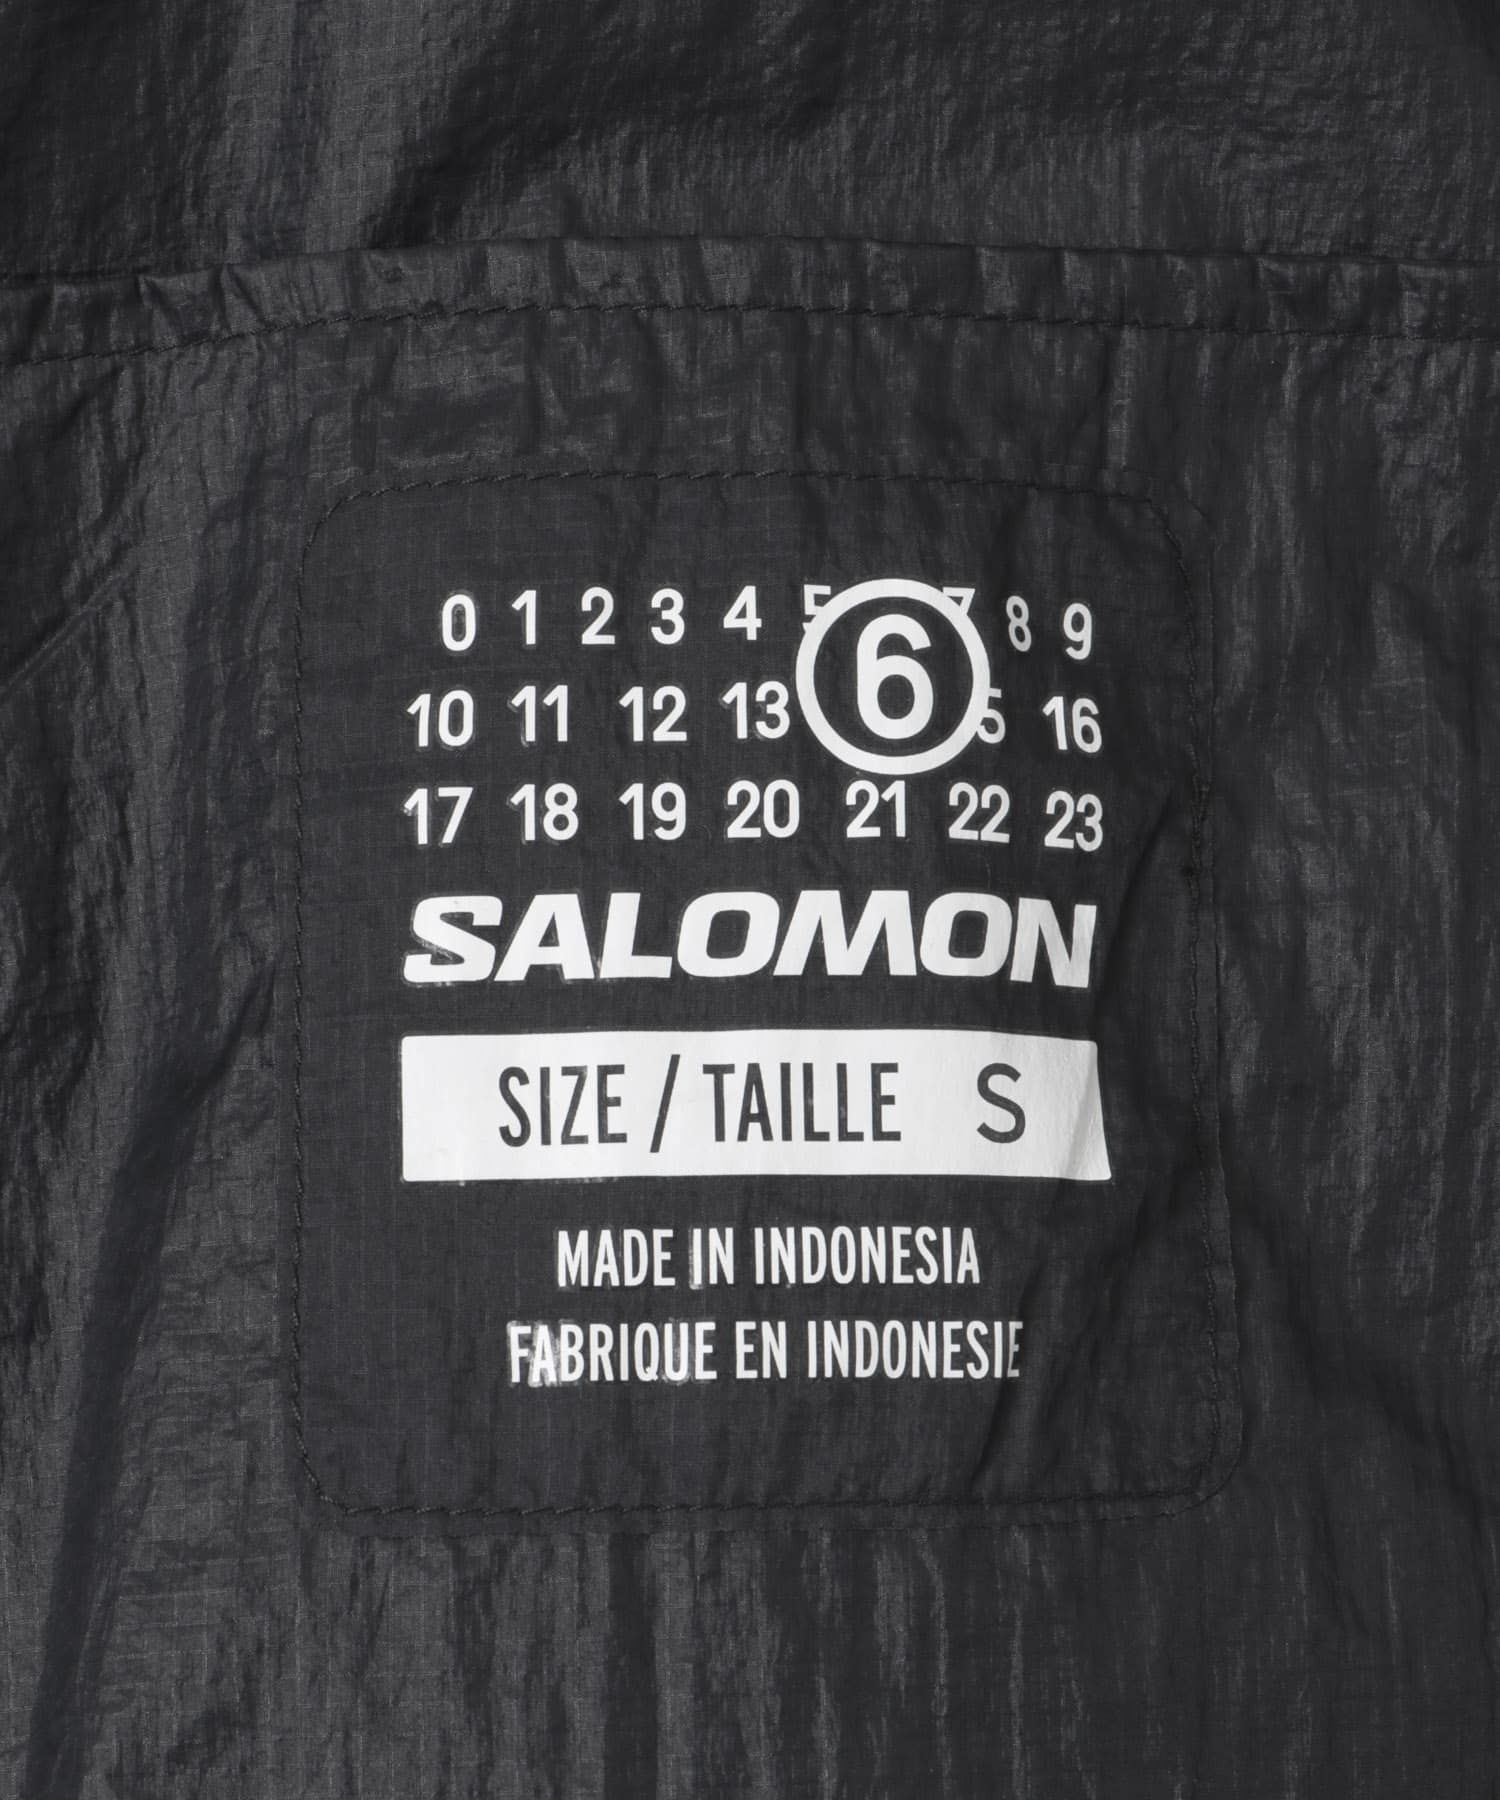 0 1 2 3 4 5 6 7 8 9
10 11 12 13 16
17 18 19 20 21 22 23
SALOMON
SIZE / TAILLE S
MADE IN INDONESIA
FABRIQUE EN INDONESIE